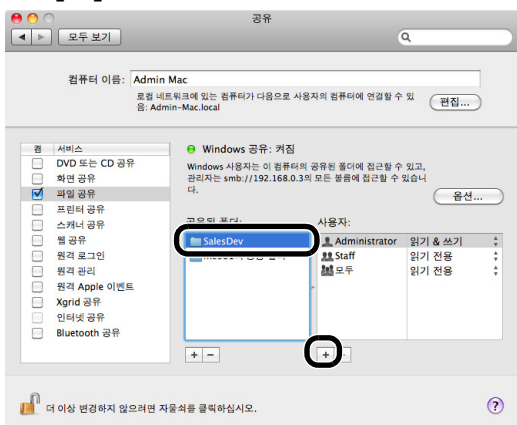 공유
모두 보기
컴퓨터 이름: Admin Mac
로컬 네트워크에 있는 컴퓨터가 다음으로 사용자의 컴퓨터에 연결할 수 있
음: Admin-Mac.local
편집...
켬 서비스
DVD 또는 CD 공유
화면 공유
파일 공유
프린터 공유
스캐너 공유
웹 공유
원격 로그인
원격 관리
원격 Apple 이벤트
Xgrid 공유
인터넷 공유
Bluetooth 공유
Windows 공유: 켜짐
Windows 사용자는 이 컴퓨터의 공유된 폴더에 접근할 수 있고,
관리자는 smb://192.168.0.3의 모든 볼륨에 접근할 수 있습니
다.
옵션...
공유된 폴더:
SalesDev
사용자:
Administrator 읽기 & 쓰기
Staff 읽기 전용
모두 읽기 전용
+ −
+
더 이상 변경하지 않으려면 자물쇠를 클릭하십시오.
?